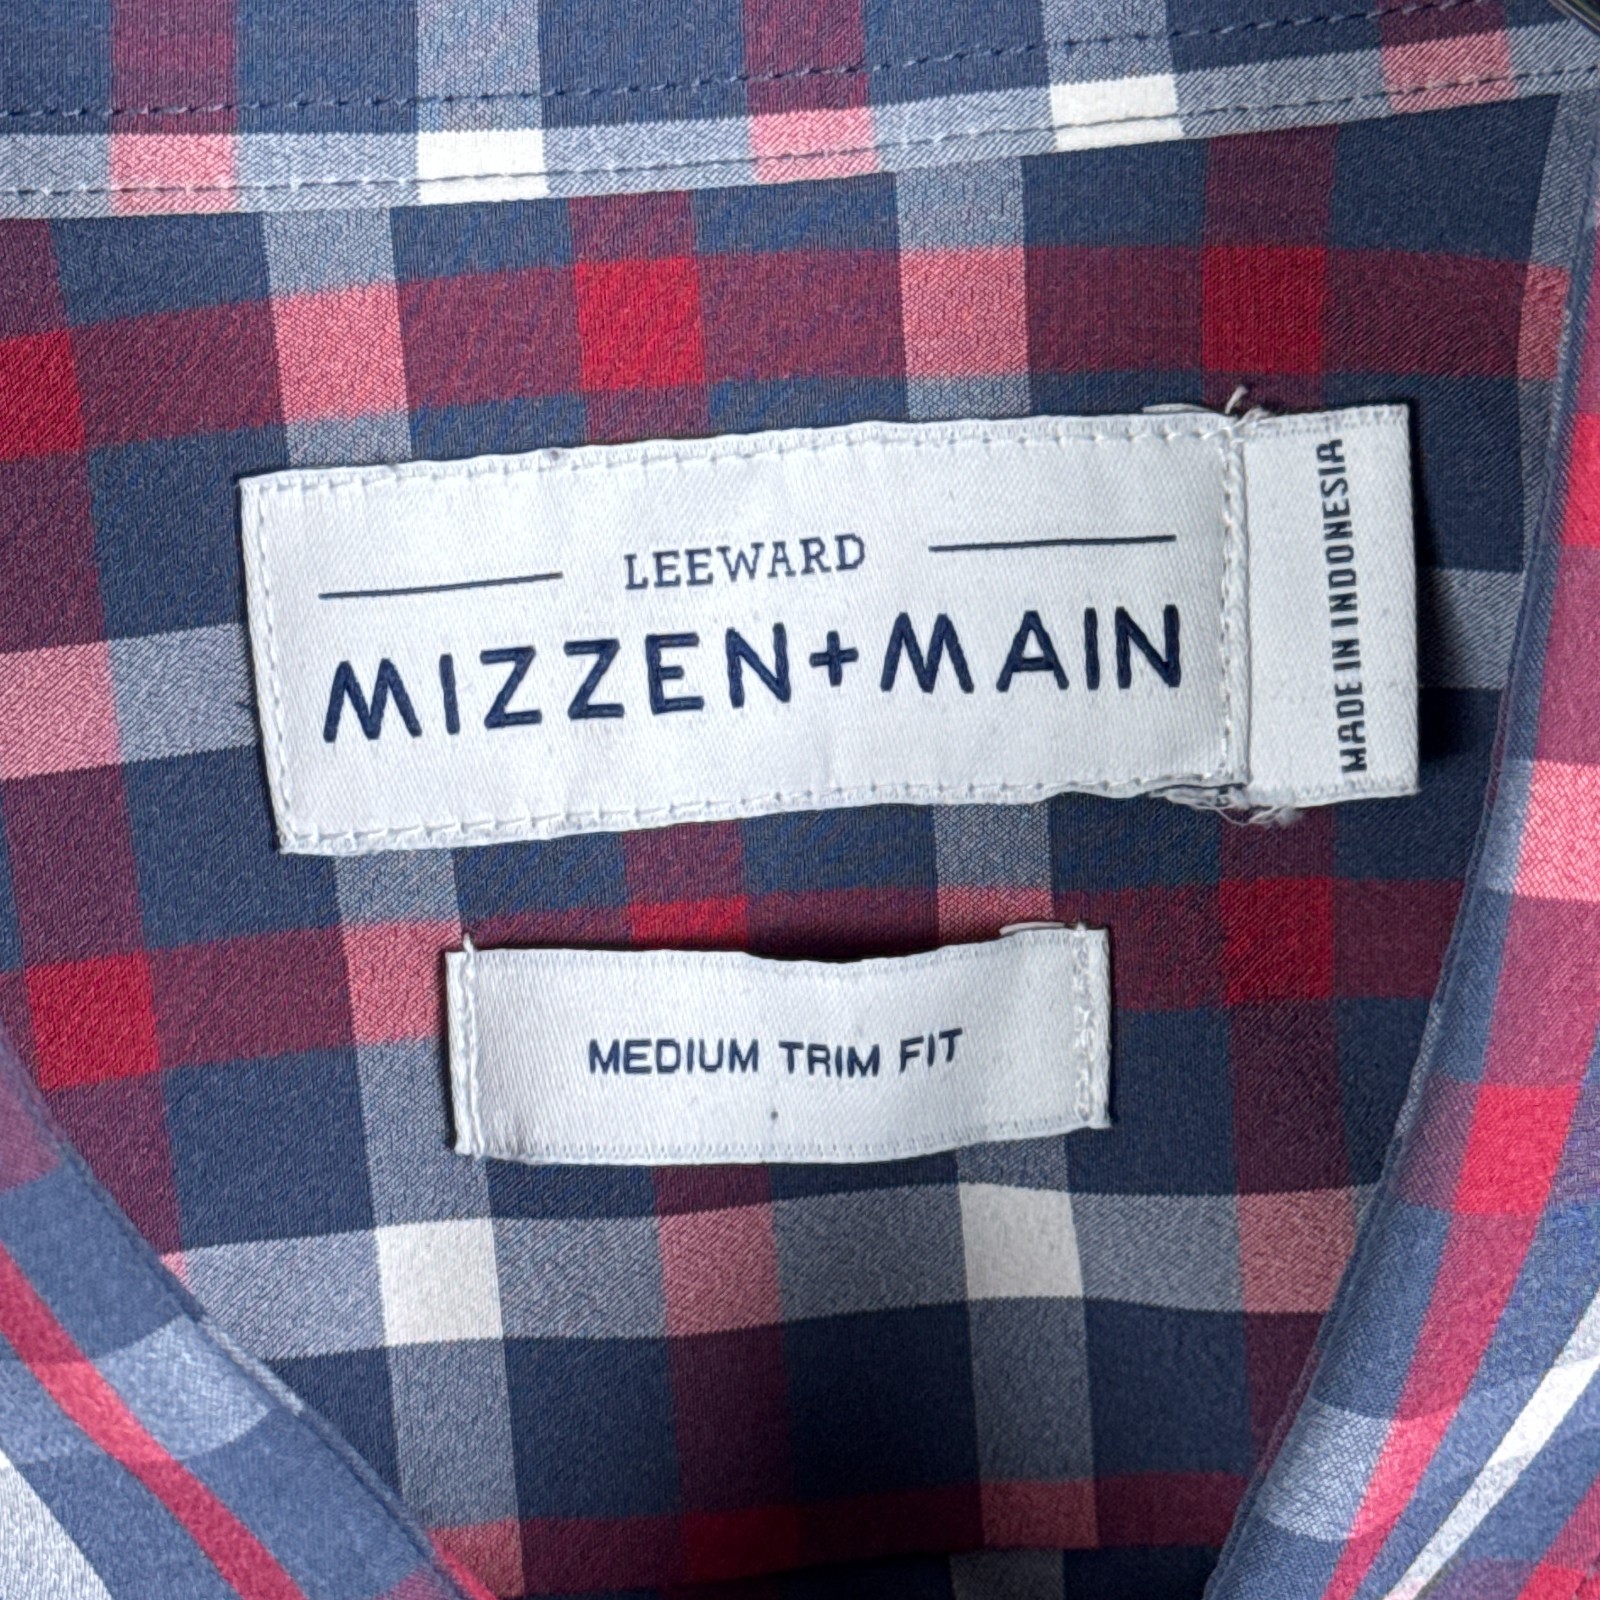 LEEWARD
MIZZEN+MAIN
MADE IN INDONESIA
MEDIUM TRIM FIT